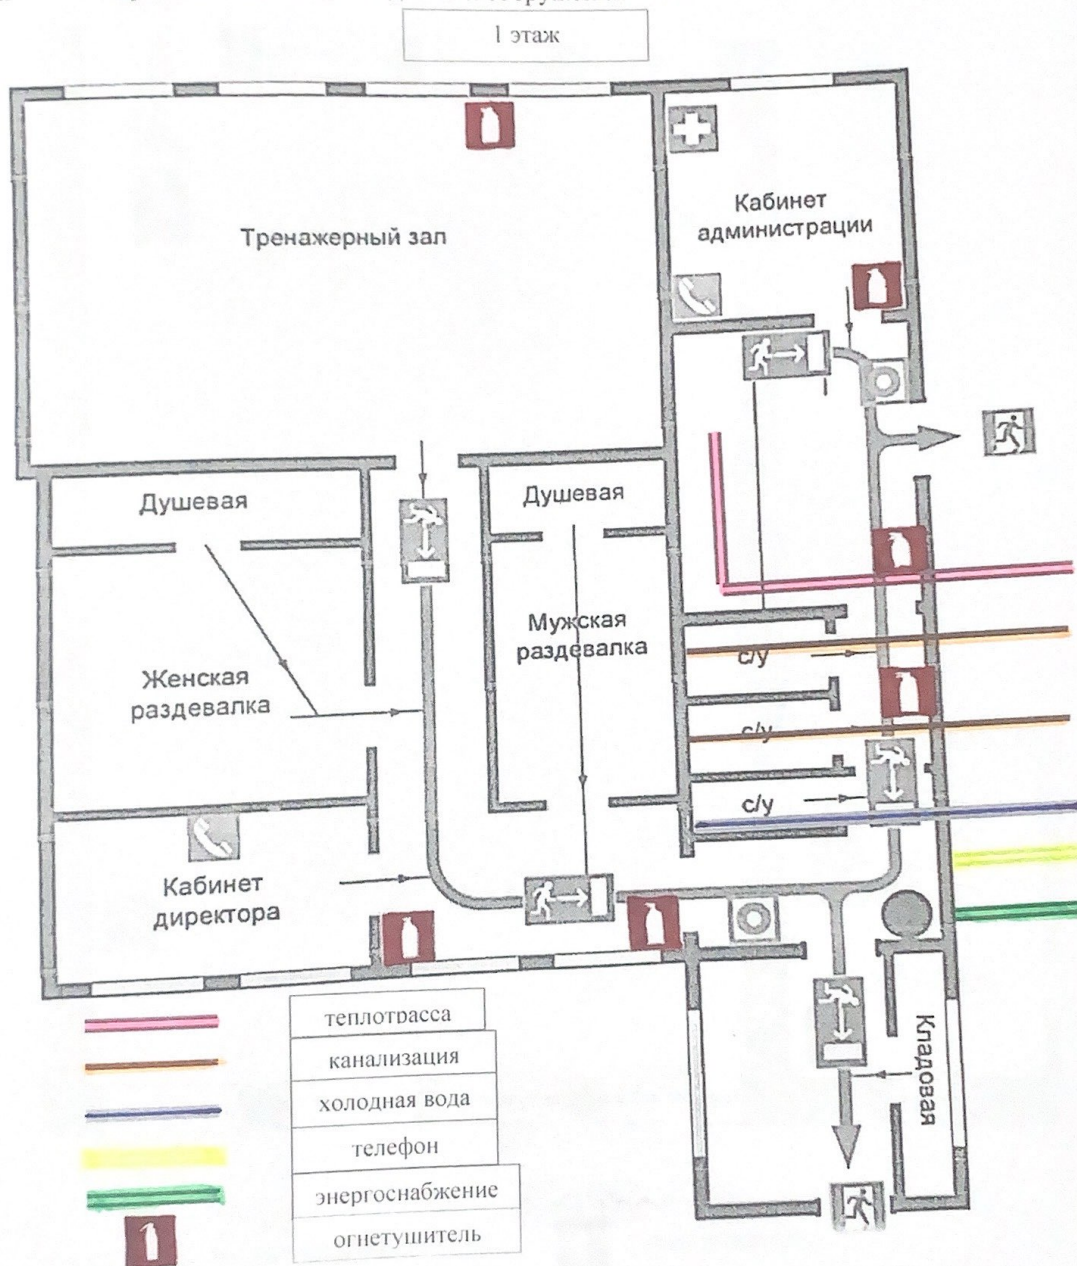 1 этаж
Кабинет
администрации
Тренажерный зал
Душевая
Душевая
Мужская
раздевалка
с/у
Женская
раздевалка
с/у
с/у
Кабинет
директора
Кладовая
теплотрасса
канализация
холодная вода
телефон
энергоснабжение
огнетушитель